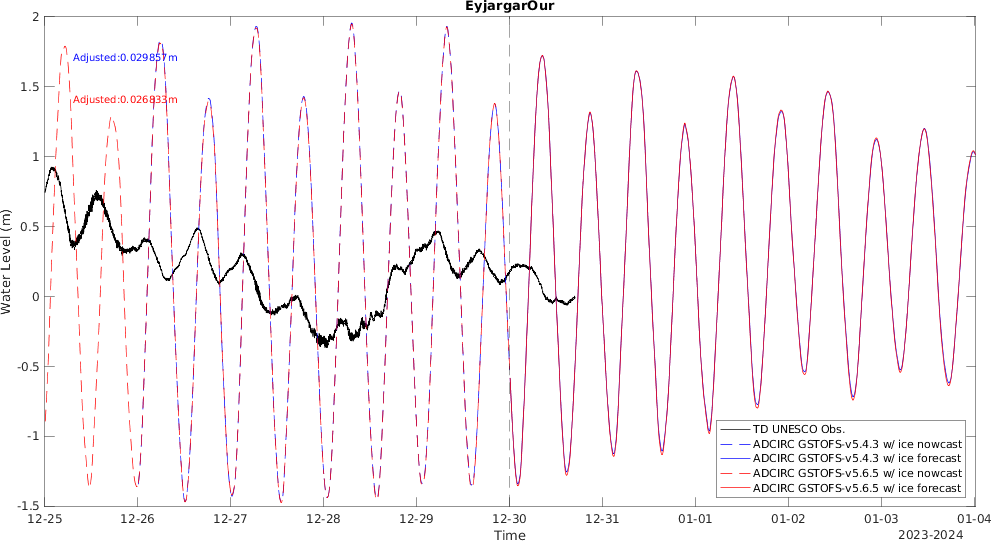 EyjargarOur
2
1.5
1
0.5
0
-0.5
-1
-1.5
Water Level (m)
Adjusted:0.029857m
Adjusted:0.026833m
TD UNESCO Obs.
ADCIRC GSTOFS-v5.4.3 w/ ice nowcast
ADCIRC GSTOFS-v5.4.3 w/ ice forecast
ADCIRC GSTOFS-v5.6.5 w/ ice nowcast
ADCIRC GSTOFS-v5.6.5 w/ ice forecast
12-25 12-26 12-27 12-28 12-29 12-30 12-31 01-01 01-02 01-03 01-04
Time
2023-2024